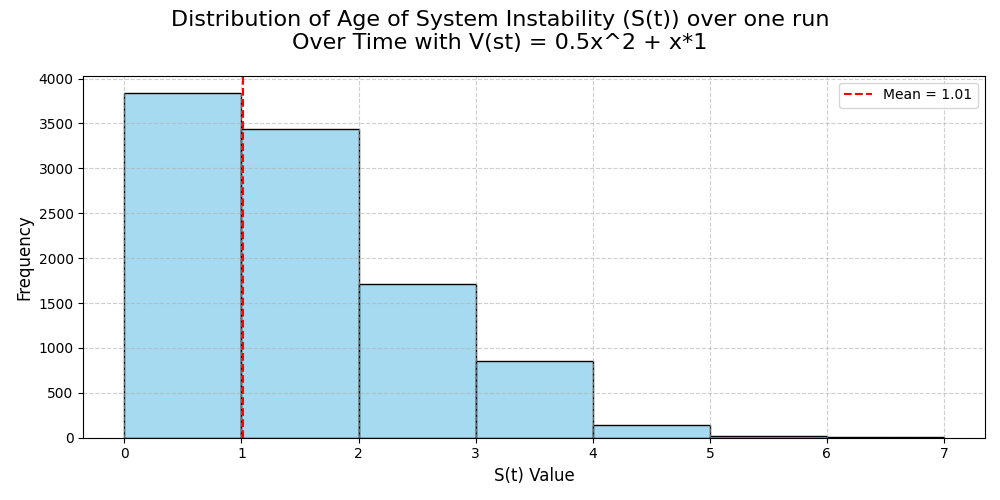 Distribution of Age of System Instability (S(t)) over one run
Over Time with V(st) = 0.5x^2 + x*1
Mean = 1.01
4000
3500
3000
2500
2000
1500
1000
500
0
Frequency
0 1 2 3 4 5 6 7
S(t) Value